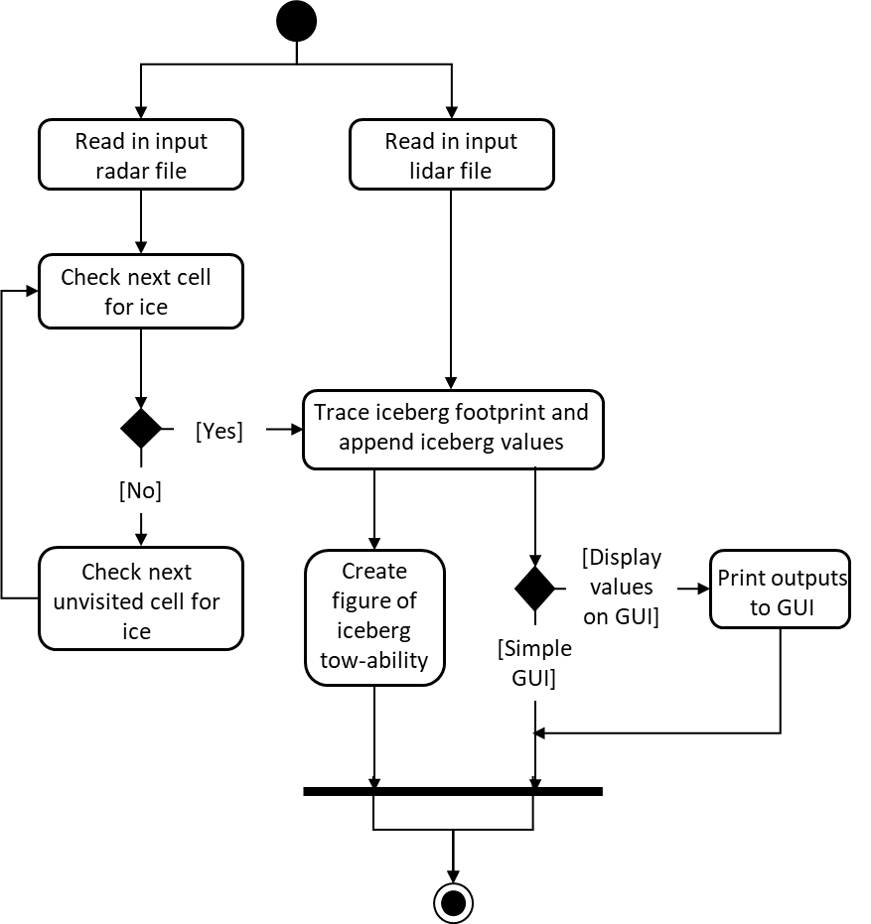 Read in input
radar file
Read in input
lidar file
Check next cell
for ice
[Yes]
Trace iceberg footprint and
append iceberg values
[No]
Check next
unvisited cell for
ice
Create
figure of
iceberg
tow-ability
[Display
values
on GUI]
Print outputs
to GUI
[Simple
GUI]